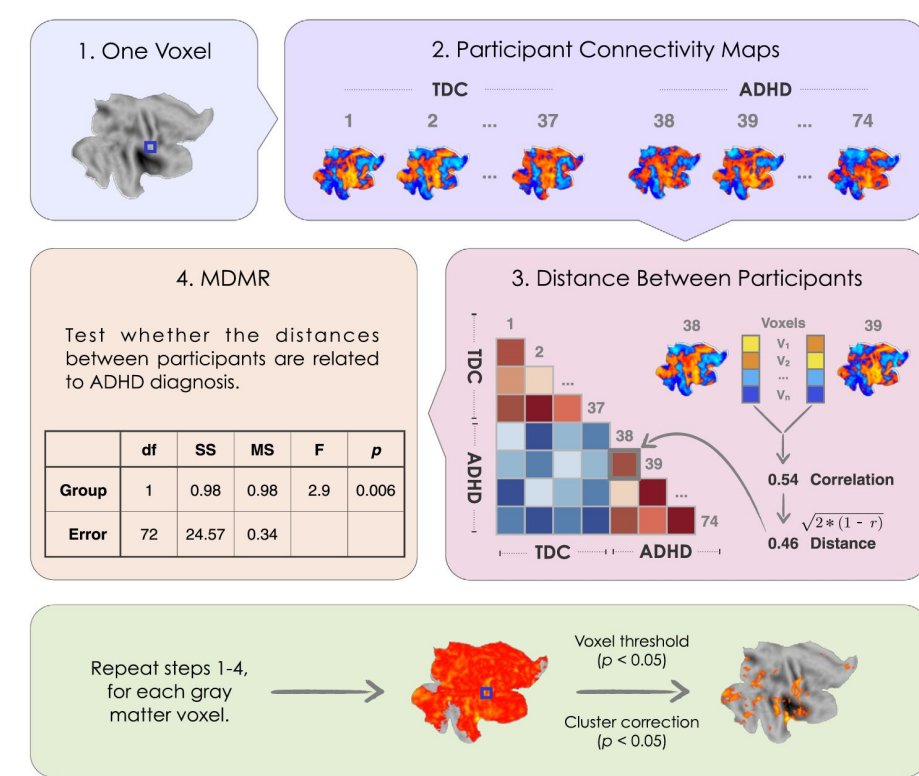 1. One Voxel
2. Participant Connectivity Maps
TDC
ADHD
1 2 ... 37 38 39 ... 74
...
...
4. MDMR
Test whether the distances
between participants are related
to ADHD diagnosis.
df SS MS F p
Group 1 0.98 0.98 2.9 0.006
Error 72 24.57 0.34
3. Distance Between Participants
1
2
...
37
38
39
...
74
TDC
ADHD
TDC
ADHD
38 Voxels 39
V1
V2
...
Vn
0.54 Correlation
√2 * (1 - r)
0.46 Distance
Repeat steps 1-4,
for each gray
matter voxel.
Voxel threshold
(p < 0.05)
Cluster correction
(p < 0.05)